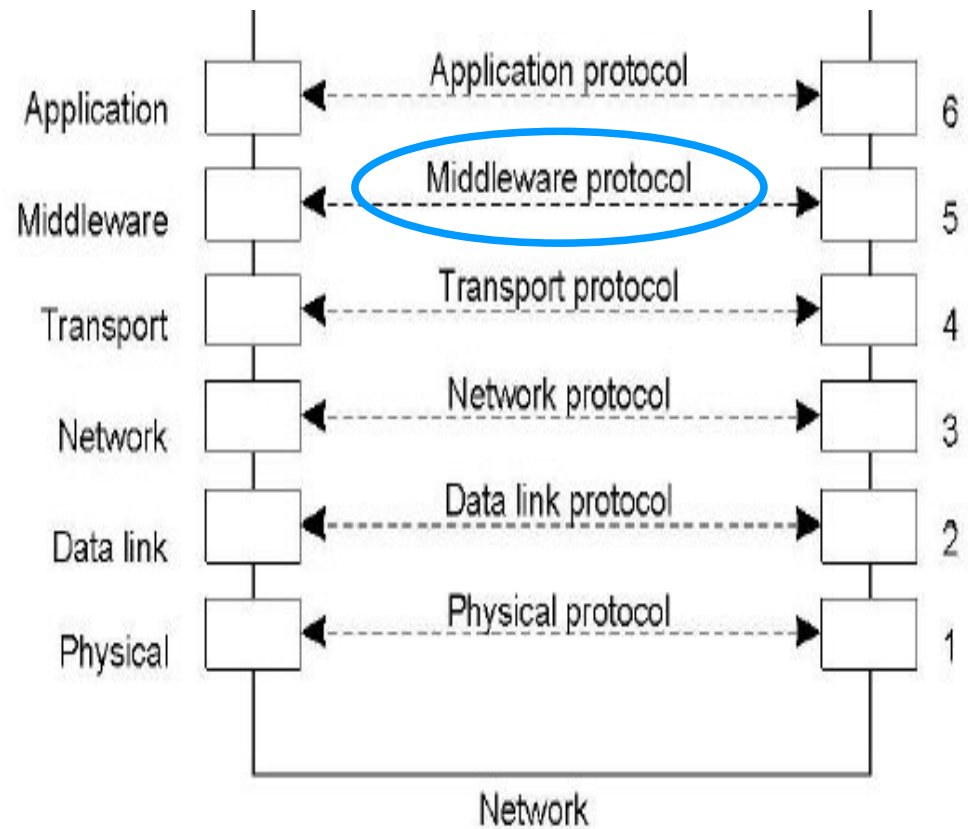 Application protocol
Application
6
Middleware protocol
Middleware
5
Transport protocol
Transport
4
Network protocol
Network
3
Data link protocol
Data link
2
Physical protocol
Physical
1
Network